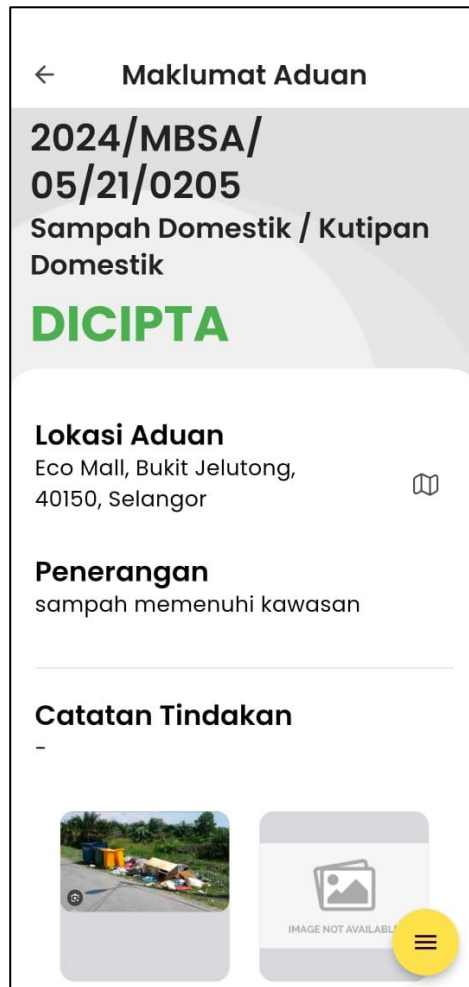 Maklumat Aduan
2024/MBSA/
05/21/0205
Sampah Domestik / Kutipan
Domestik
DICIPTA
Lokasi Aduan
Eco Mall, Bukit Jelutong,
40150, Selangor
Penerangan
sampah memenuhi kawasan
Catatan Tindakan
-
IMAGE NOT AVAILABL